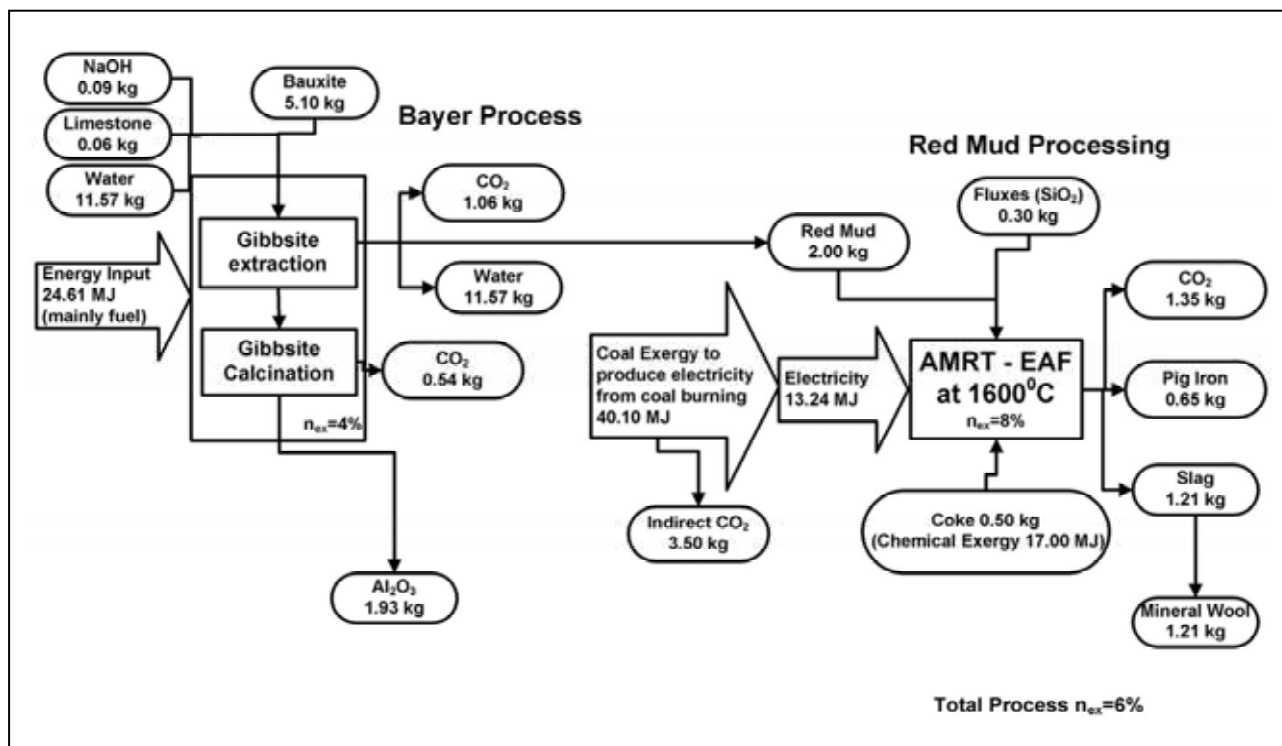 NaOH
0.09 kg
Bauxite
5.10 kg
Limestone
0.06 kg
Water
11.57 kg
Bayer Process
Red Mud Processing
CO₂
1.06 kg
Fluxes (SiO₂)
0.30 kg
Gibbsite
extraction
Red Mud
2.00 kg
Energy Input
24.61 MJ
(mainly fuel)
Water
11.57 kg
CO₂
1.35 kg
Gibbsite
Calcination
CO₂
0.54 kg
nₑₓ=4%
Coal Exergy to
produce electricity
from coal burning
40.10 MJ
Electricity
13.24 MJ
AMRT - EAF
at 1600⁰C
nₑₓ=8%
Pig Iron
0.65 kg
Slag
1.21 kg
Indirect CO₂
3.50 kg
Coke 0.50 kg
(Chemical Exergy 17.00 MJ)
Al₂O₃
1.93 kg
Mineral Wool
1.21 kg
Total Process nₑₓ=6%